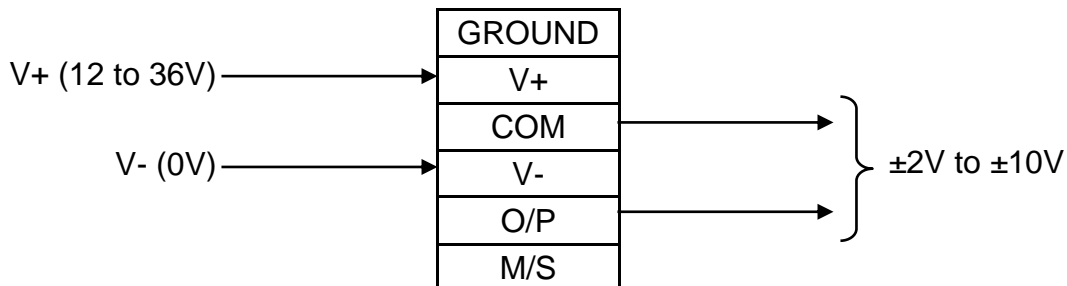 GROUND
V+ (12 to 36V)
V+
COM
V- (0V)
V-
±2V to ±10V
O/P
M/S